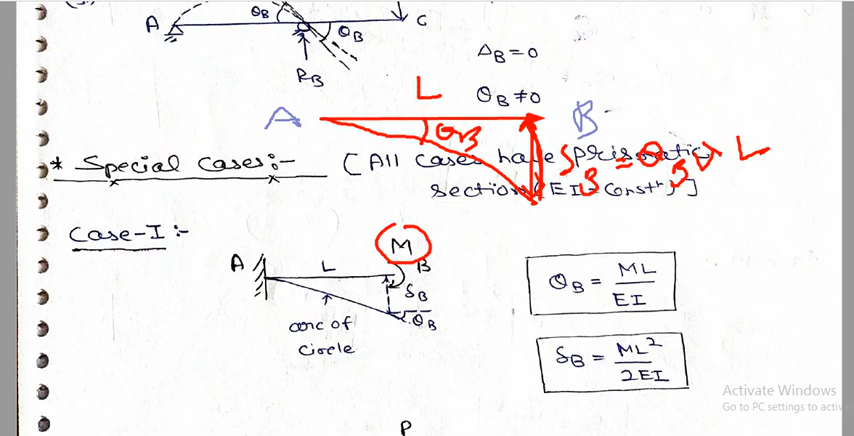 A θB θB C
RB
ΔB = 0
θB ≠ 0
L
A θB B
δB = θB × L
* Special cases:- (All cases have prismatic
section (EI = Constt) ]
Case-I :-
M
A L B
δB
θB
arc of
circle
θB = ML/EI
δB = ML²/2EI
Activate Windows
Go to PC settings to activ
P